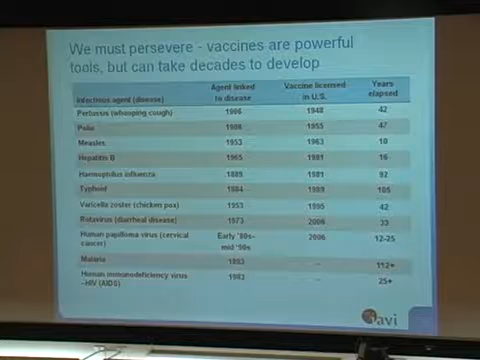 We must persevere - vaccines are powerful
tools, but can take decades to develop
Infectious agent (disease) Agent linked to disease Vaccine licensed in U.S. Years elapsed
Pertussis (whooping cough) 1906 1948 42
Polio 1908 1955 47
Measles 1953 1963 10
Hepatitis B 1965 1981 16
Haemophilus influenza 1889 1981 92
Typhoid 1884 1989 105
Varicella zoster (chicken pox) 1953 1995 42
Rotavirus (diarrheal disease) 1973 2006 33
Human papilloma virus (cervical cancer) Early '80s– mid '90s 2006 12-25
Malaria 1893 – 112+
Human immunodeficiency virus –HIV (AIDS) 1983 – 25+
iavi